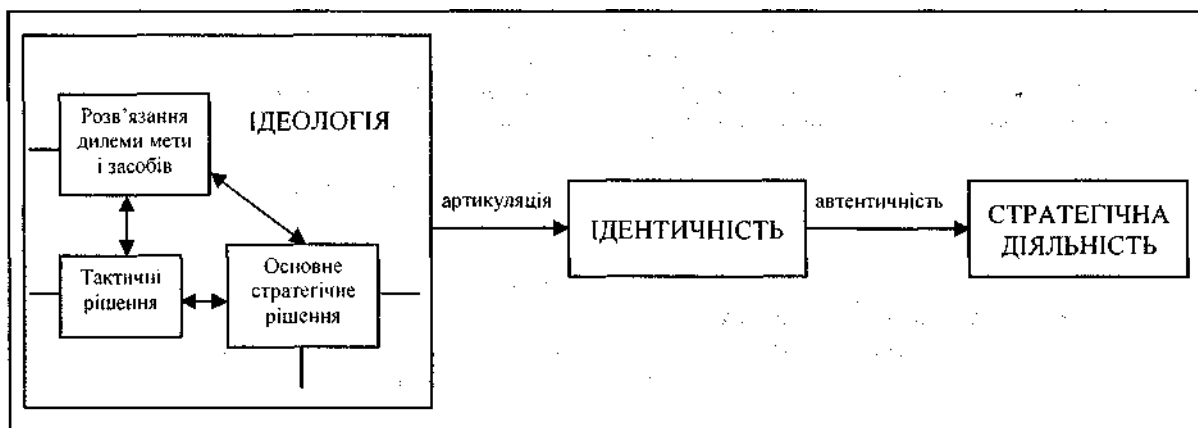 Розв’язання
дилеми мети
і засобів
ІДЕОЛОГІЯ
Тактичні
рішення
Основне
стратегічне
рішення
артикуляція
ІДЕНТИЧНІСТЬ
автентичність
СТРАТЕГІЧНА
ДІЯЛЬНІСТЬ